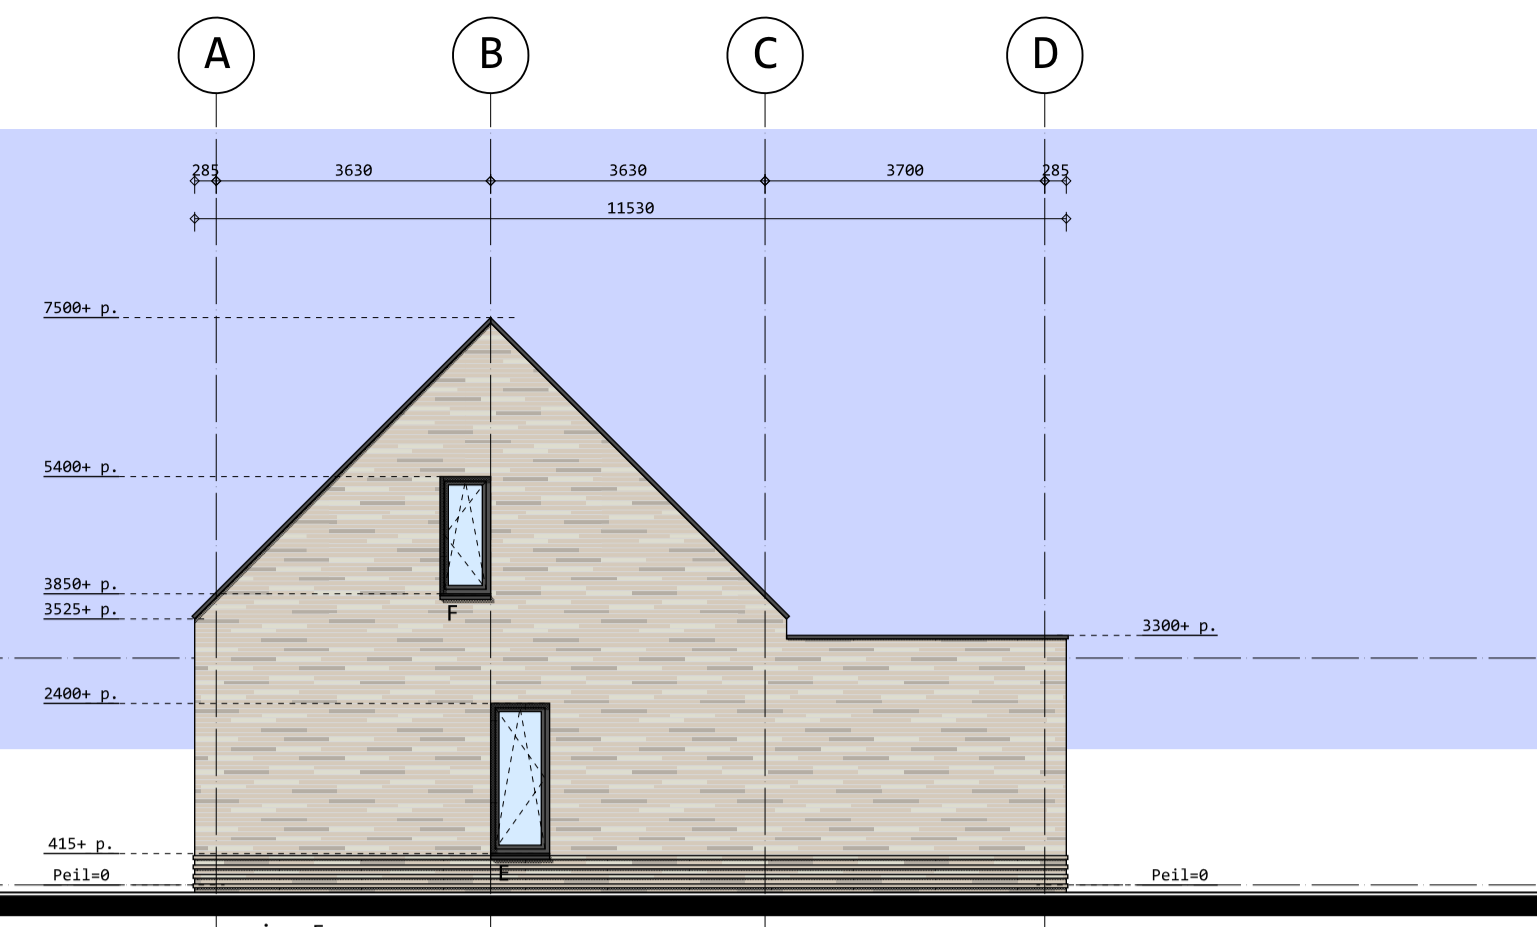 A B C D
285 3630 3630 3700 285
11530
7500+ p.
5400+ p.
3850+ p.
3525+ p.
F
3300+ p.
2400+ p.
415+ p.
E
Peil=0 Peil=0